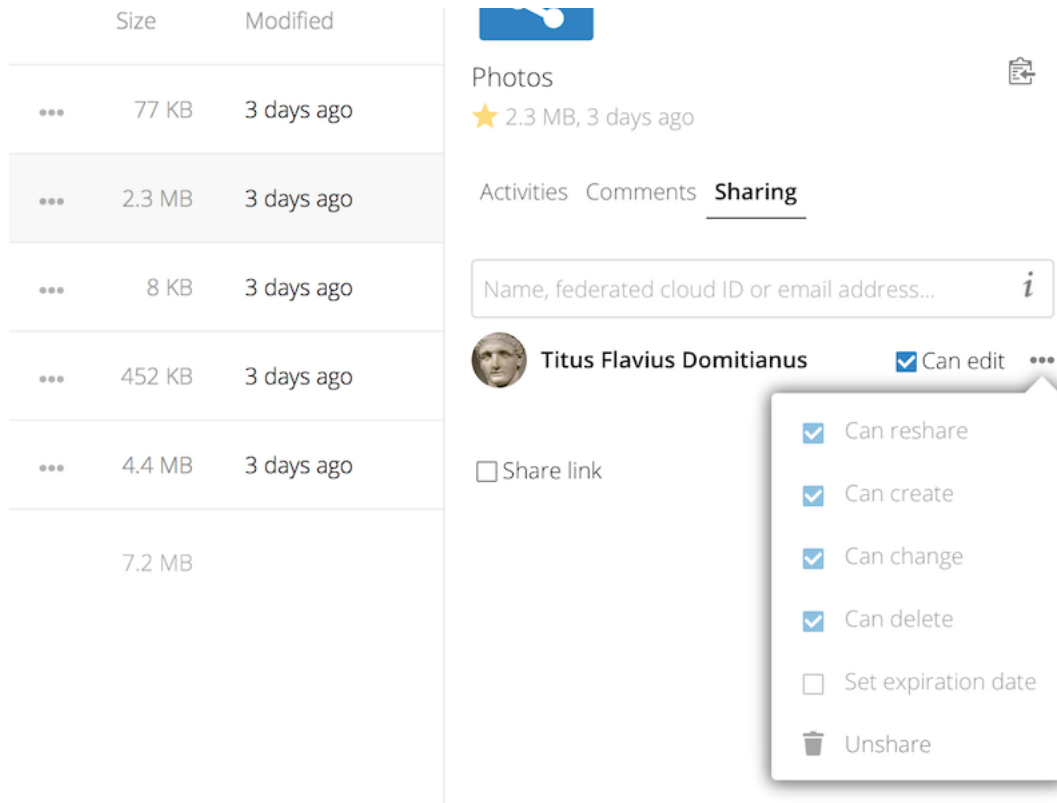 Size Modified
77 KB 3 days ago
2.3 MB 3 days ago
8 KB 3 days ago
452 KB 3 days ago
4.4 MB 3 days ago
7.2 MB
Photos
2.3 MB, 3 days ago
Activities Comments Sharing
Name, federated cloud ID or email address...
Titus Flavius Domitianus Can edit
Can reshare
Can create
Can change
Can delete
Set expiration date
Unshare
Share link